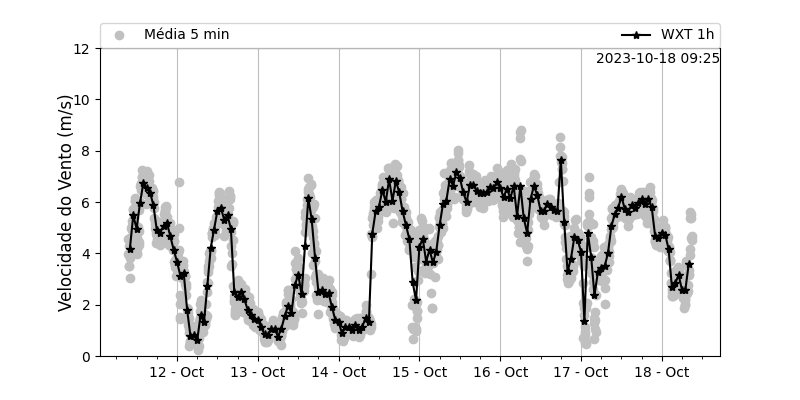 Média 5 min
WXT 1h
2023-10-18 09:25
Velocidade do Vento (m/s)
12
10
8
6
4
2
0
12 - Oct
13 - Oct
14 - Oct
15 - Oct
16 - Oct
17 - Oct
18 - Oct